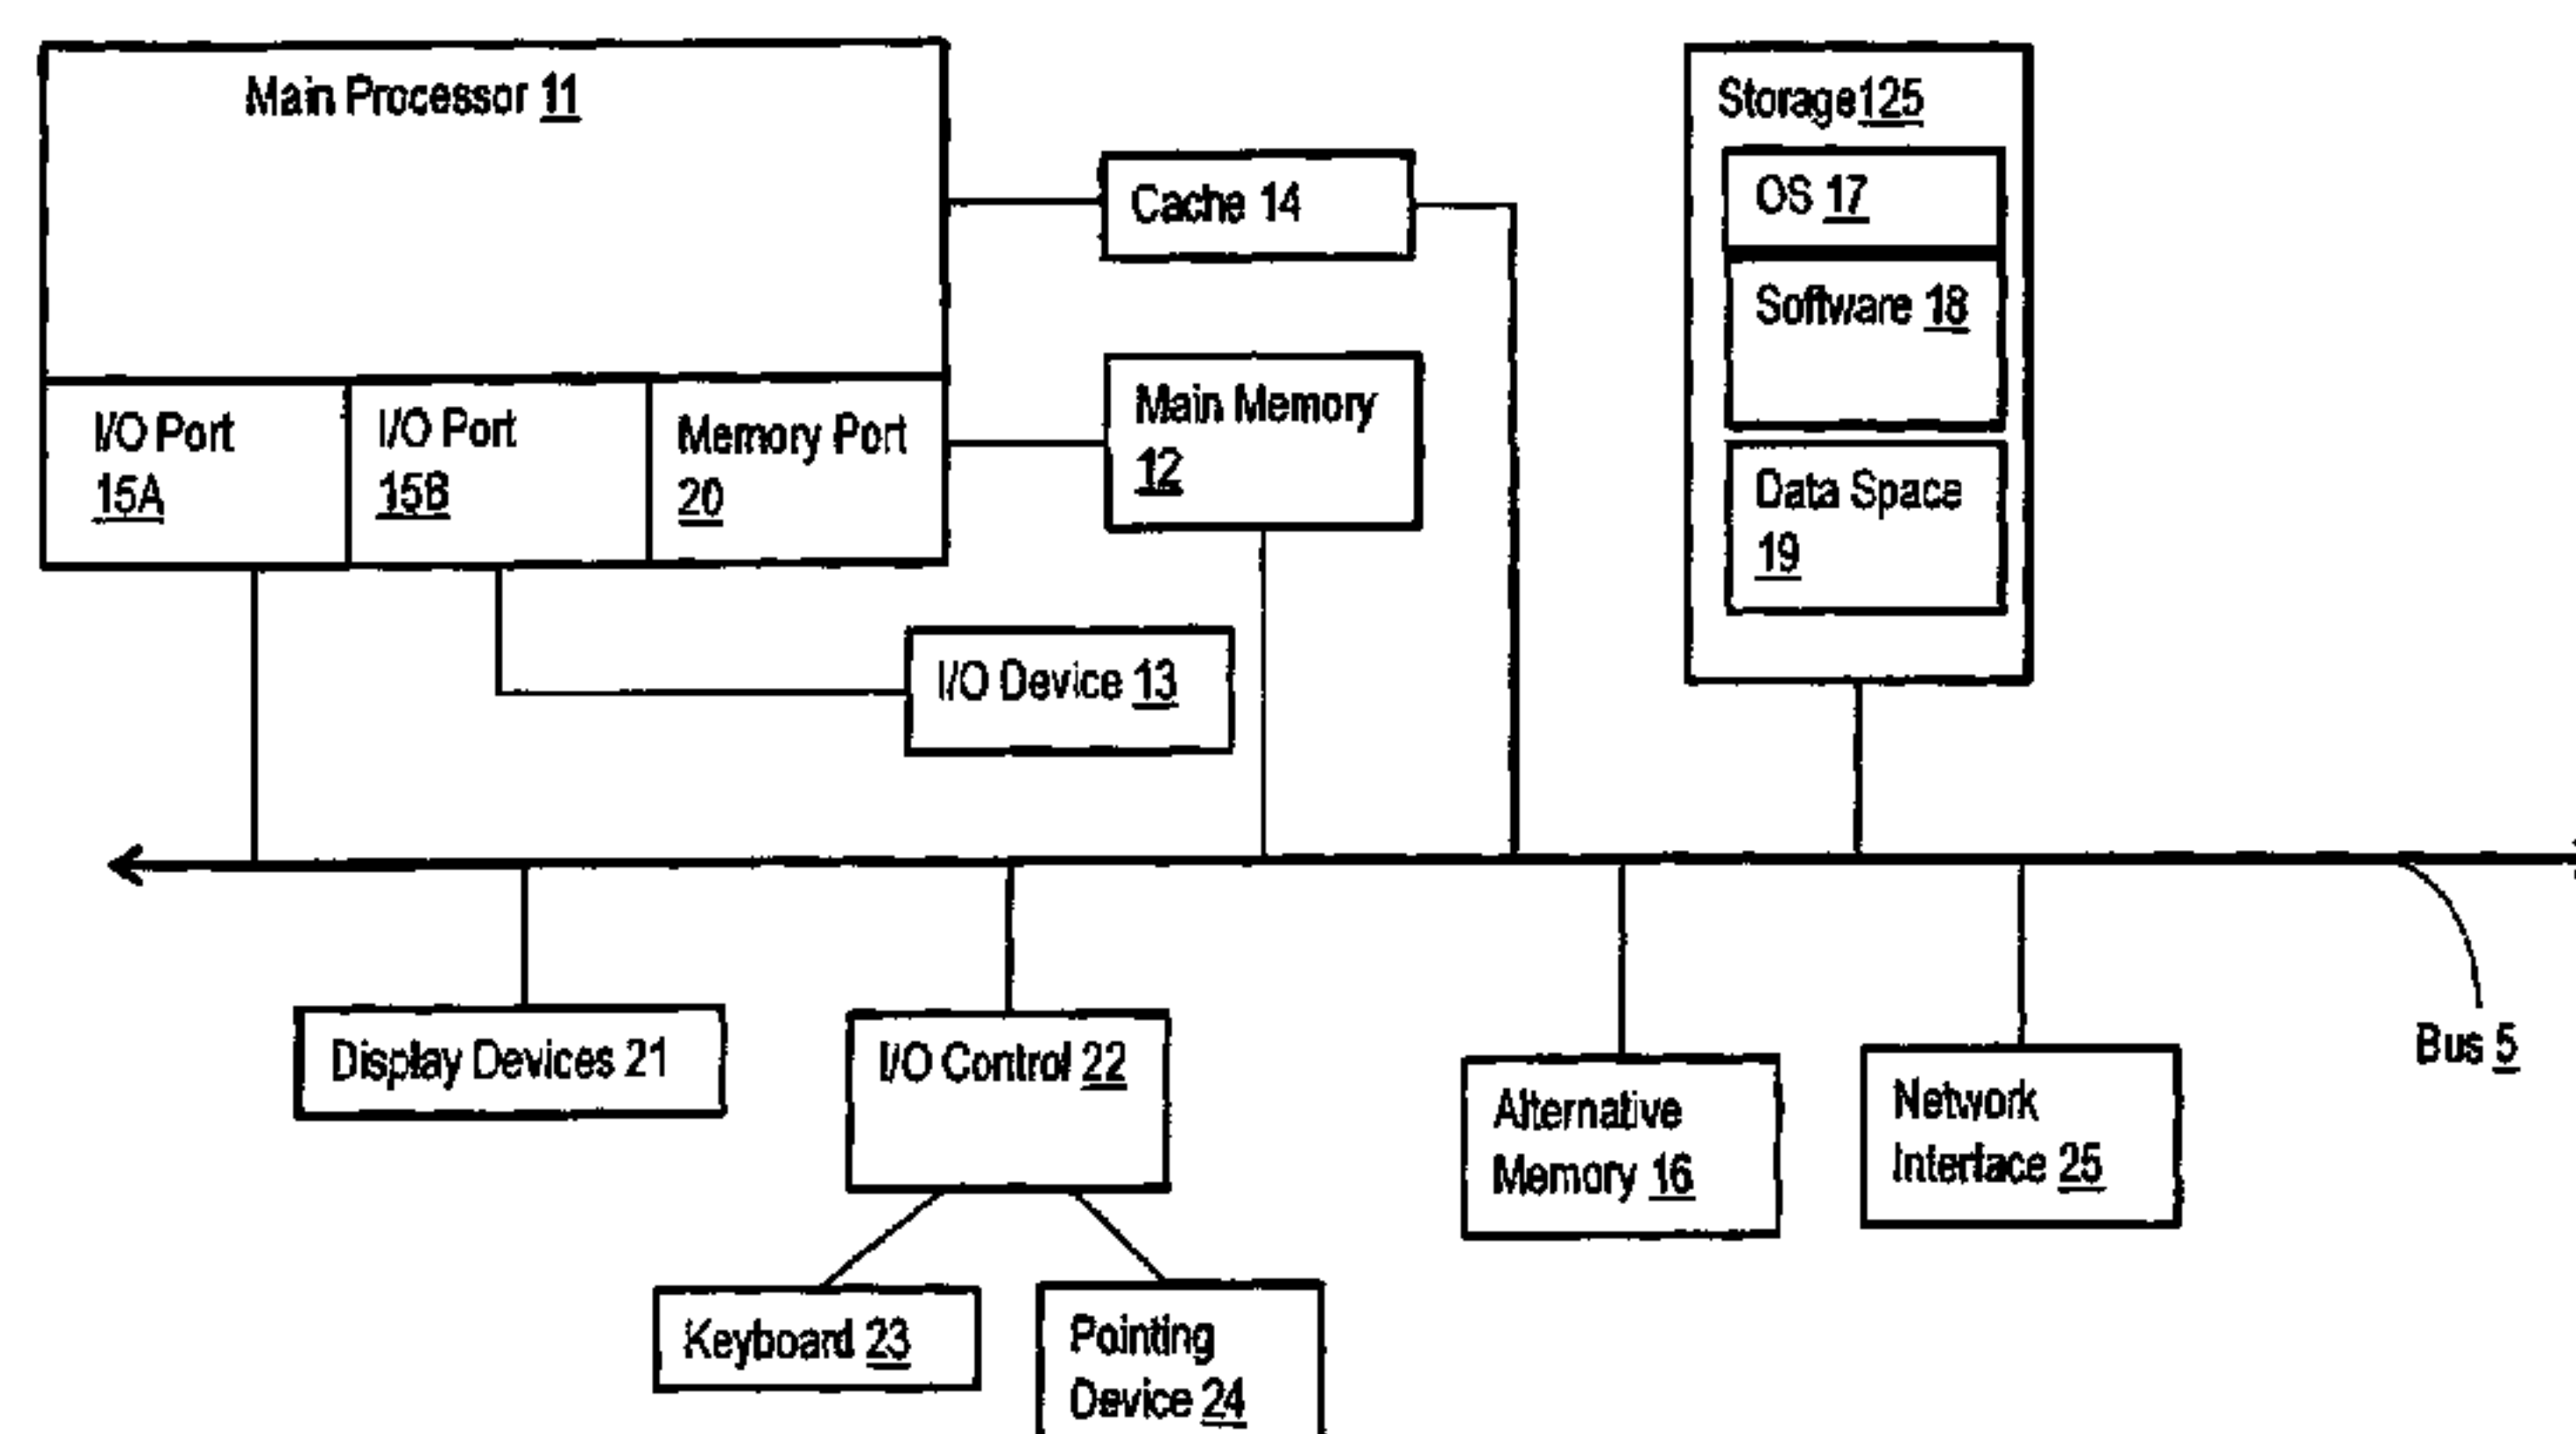 Main Processor 11
Storage125
OS 17
Cache 14
Software 18
Main Memory
12
I/O Port
15A
I/O Port
15B
Memory Port
20
Data Space
19
I/O Device 13
Display Devices 21
I/O Control 22
Alternative
Memory 16
Network
Interface 25
Bus 5
Keyboard 23
Pointing
Device 24